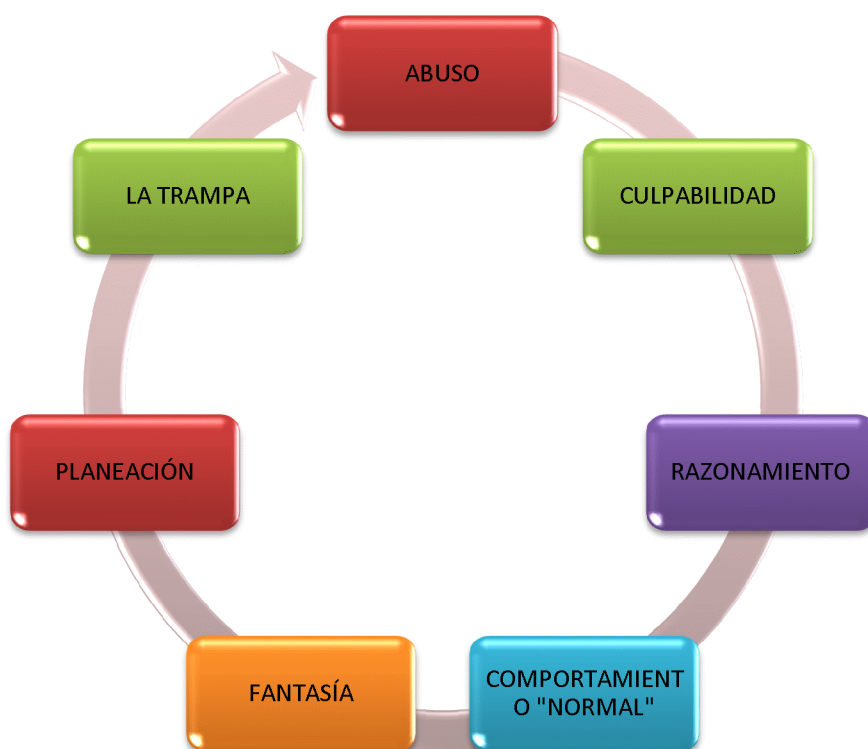 ABUSO
CULPABILIDAD
RAZONAMIENTO
COMPORTAMIENT
O "NORMAL"
FANTASÍA
PLANEACIÓN
LA TRAMPA